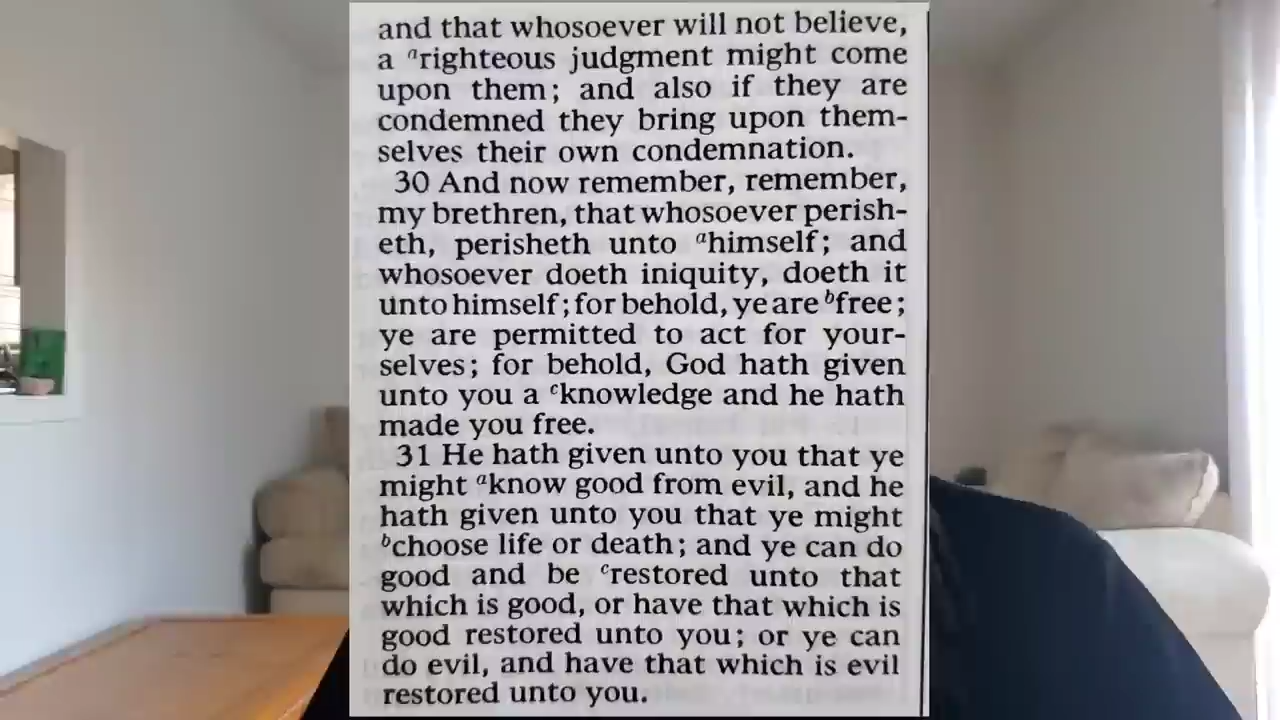 and that whosoever will not believe,
a ᵃrighteous judgment might come
upon them; and also if they are
condemned they bring upon them-
selves their own condemnation.
30 And now remember, remember,
my brethren, that whosoever perish-
eth, perisheth unto ᵃhimself; and
whosoever doeth iniquity, doeth it
unto himself; for behold, ye are ᵇfree;
ye are permitted to act for your-
selves; for behold, God hath given
unto you a ᶜknowledge and he hath
made you free.
31 He hath given unto you that ye
might ᵃknow good from evil, and he
hath given unto you that ye might
ᵇchoose life or death; and ye can do
good and be ᶜrestored unto that
which is good, or have that which is
good restored unto you; or ye can
do evil, and have that which is evil
restored unto you.